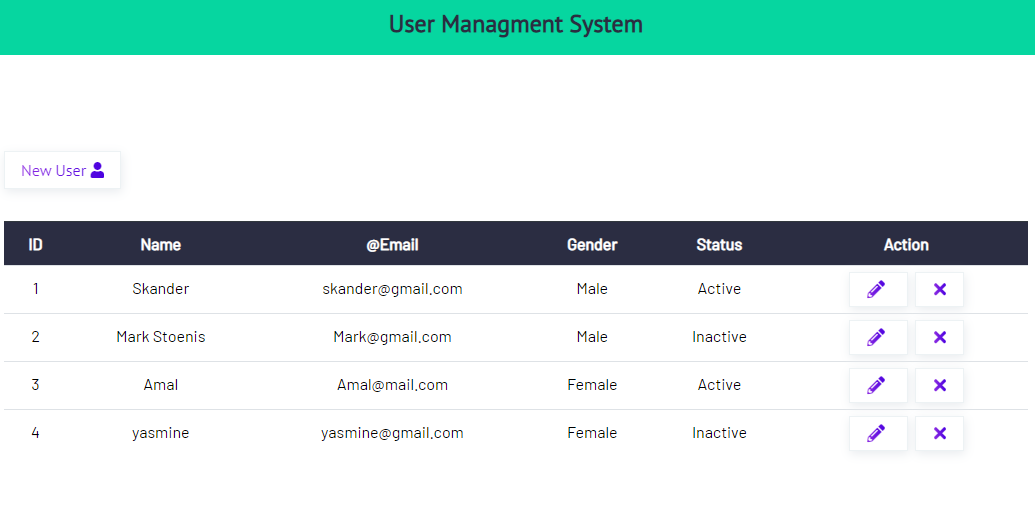 User Managment System
New User
ID Name @Email Gender Status Action
1 Skander skander@gmail.com Male Active
2 Mark Stoenis Mark@gmail.com Male Inactive
3 Amal Amal@mail.com Female Active
4 yasmine yasmine@gmail.com Female Inactive